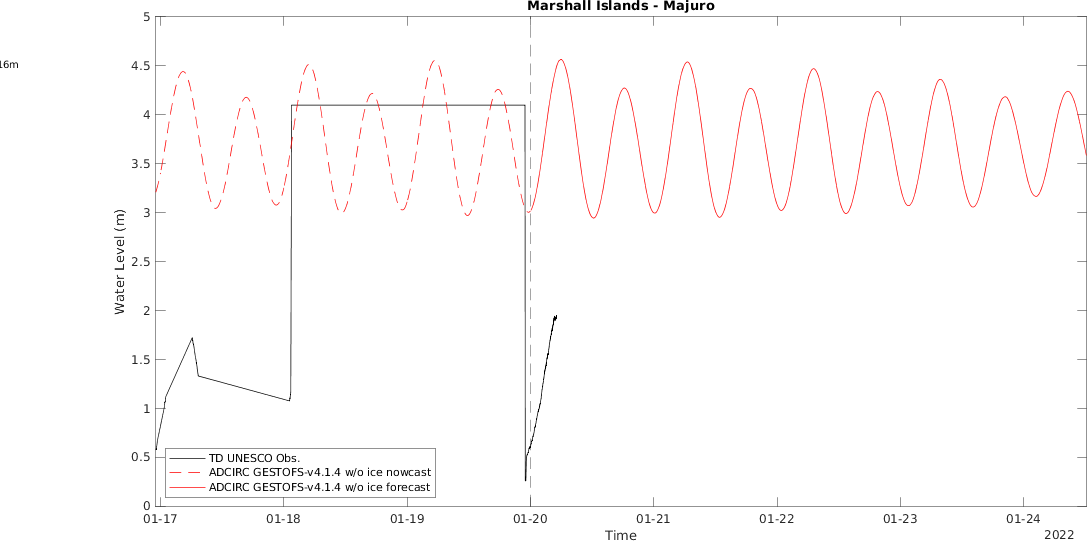 Marshall Islands - Majuro
16m
5
4.5
4
3.5
3
2.5
2
1.5
1
0.5
0
Water Level (m)
TD UNESCO Obs.
ADCIRC GESTOFS-v4.1.4 w/o ice nowcast
ADCIRC GESTOFS-v4.1.4 w/o ice forecast
01-17 01-18 01-19 01-20 01-21 01-22 01-23 01-24
Time
2022